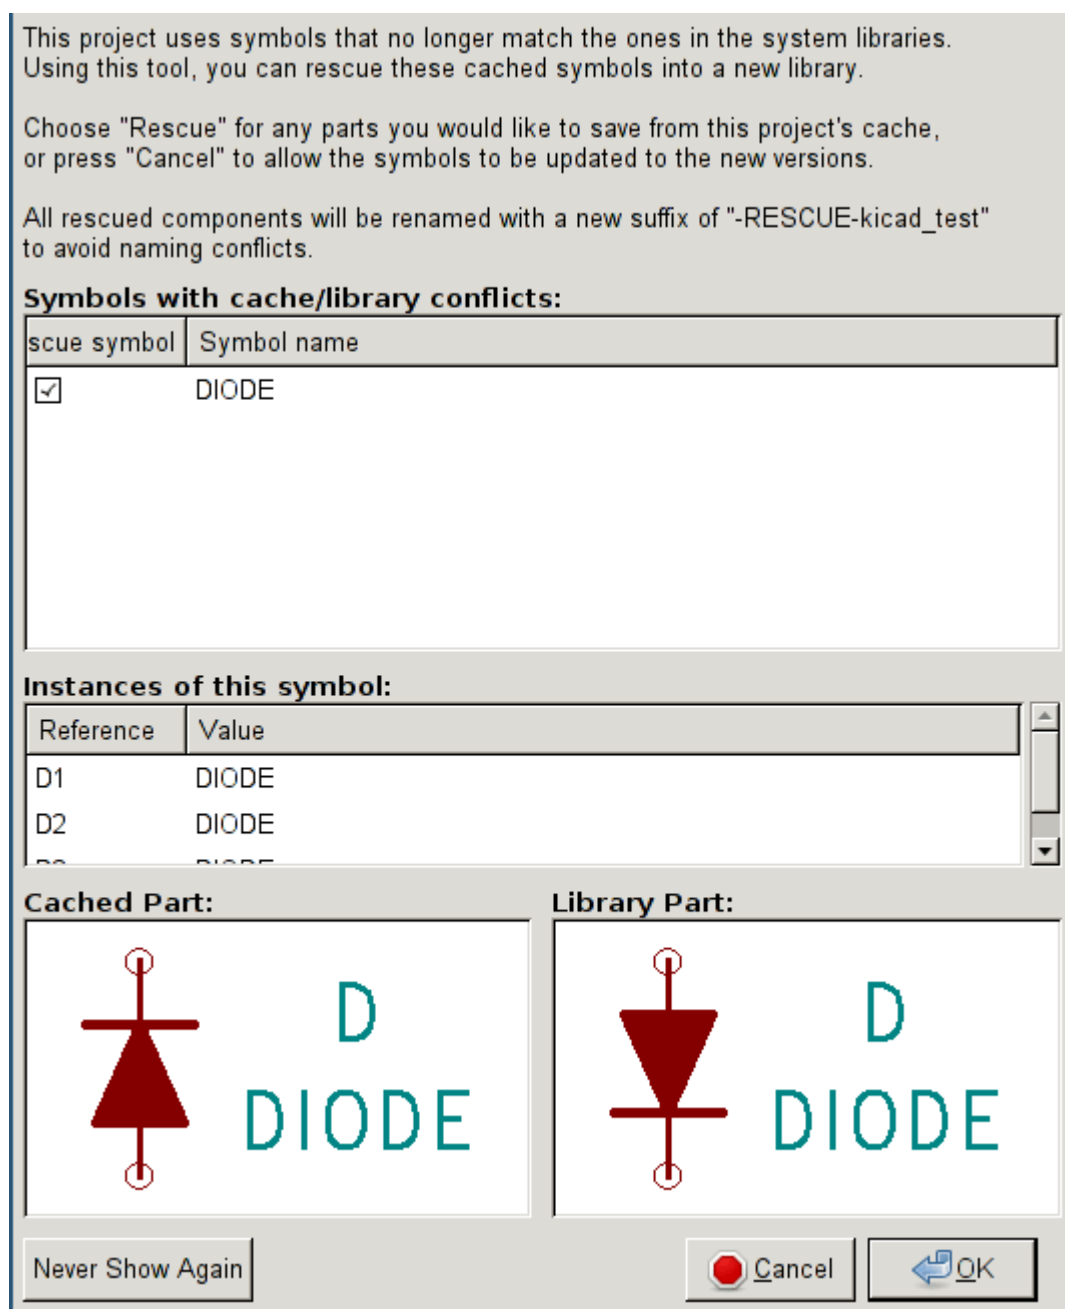 This project uses symbols that no longer match the ones in the system libraries.
Using this tool, you can rescue these cached symbols into a new library.
Choose "Rescue" for any parts you would like to save from this project's cache,
or press "Cancel" to allow the symbols to be updated to the new versions.
All rescued components will be renamed with a new suffix of "-RESCUE-kicad_test"
to avoid naming conflicts.
Symbols with cache/library conflicts:
scue symbol Symbol name
DIODE
Instances of this symbol:
Reference Value
D1 DIODE
D2 DIODE
Cached Part: Library Part:
D D
DIODE DIODE
Never Show Again Cancel OK